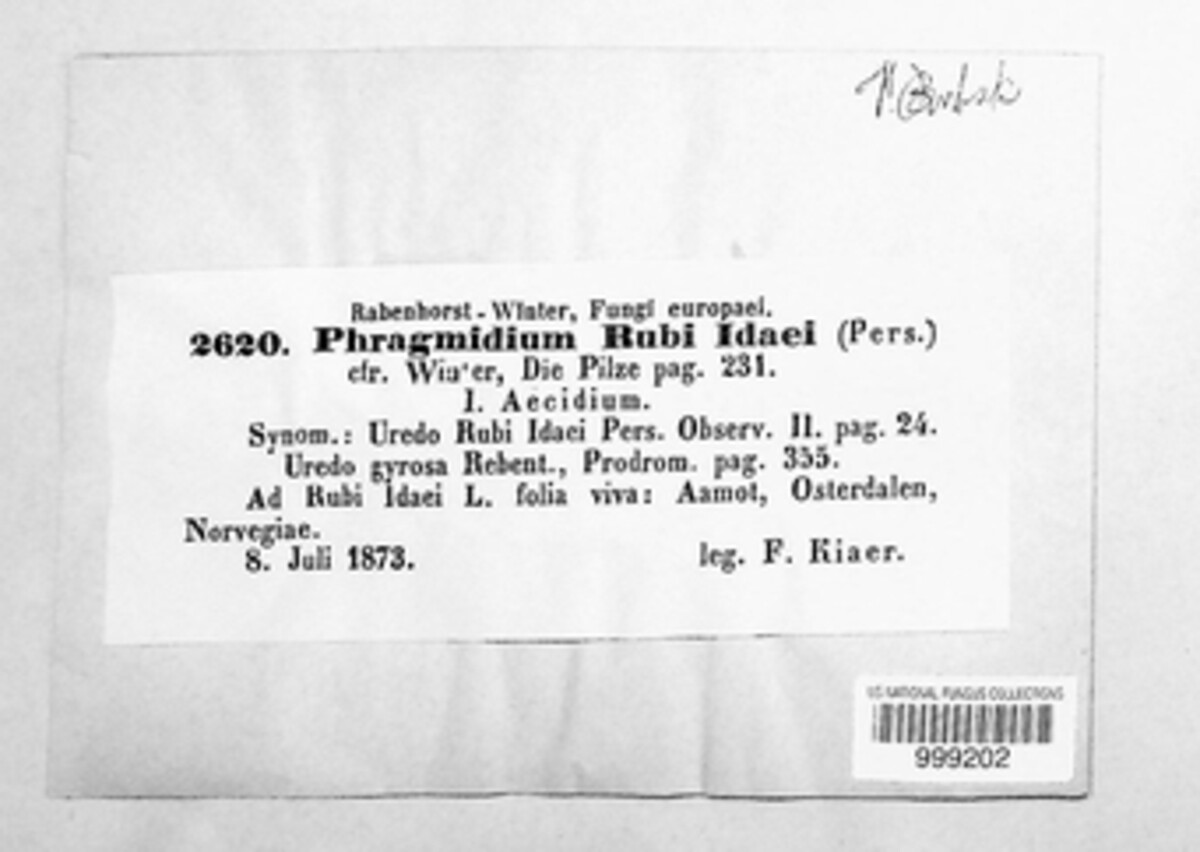 Rabenhorst-Winter, Fungi europaei.
2620. Phragmidium Rubi Idaei (Pers.)
cfr. Winter, Die Pilze pag. 231.
I. Aecidium.
Synom.: Uredo Rubi Idaei Pers. Observ. II. pag. 24.
Uredo gyrosa Rebent., Prodrom. pag. 355.
Ad Rubi Idaei L. folia viva: Aamot, Osterdalen,
Norvegiae.
8. Juli 1873. leg. F. Kiaer.
US NATIONAL FUNGUS COLLECTIONS
999202